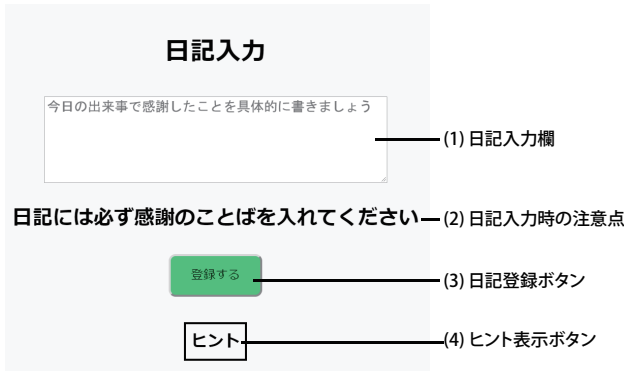 日記入力
今日の出来事で感謝したことを具体的に書きましょう
(1) 日記入力欄
日記には必ず感謝のことばを入れてください
(2) 日記入力時の注意点
登録する
(3) 日記登録ボタン
ヒント
(4) ヒント表示ボタン